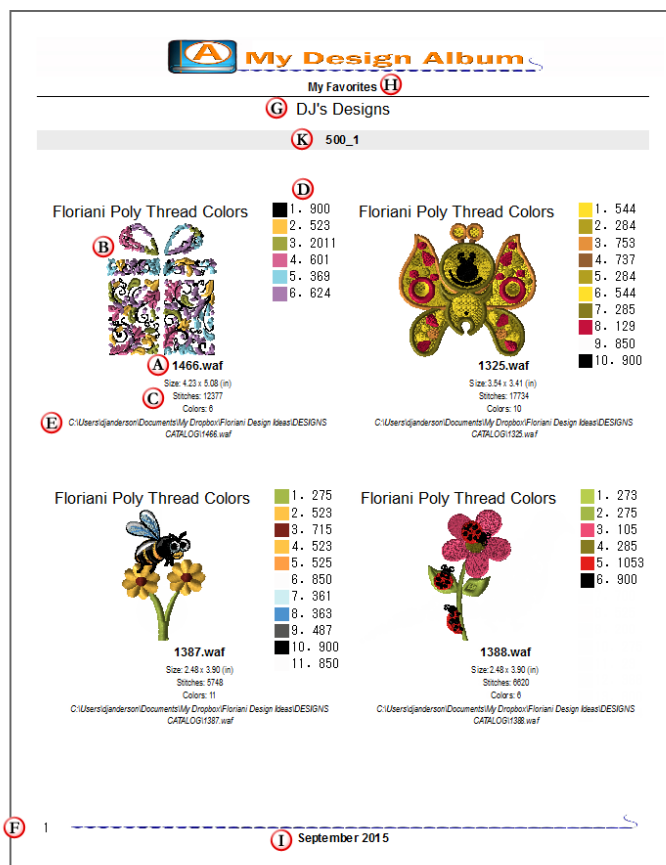 A My Design Album
My Favorites H
G DJ's Designs
K 500_1
D
Floriani Poly Thread Colors
B
1. 900
2. 523
3. 2011
4. 601
5. 369
6. 624
A 1466.waf
Size: 4.23 x 5.08 (in)
C Stitches: 12377
Colors: 6
E C:\Users\djanderson\Documents\My Dropbox\Floriani Design Ideas\DESIGNS
CATALOG\1466.waf
Floriani Poly Thread Colors
1. 544
2. 284
3. 753
4. 737
5. 284
6. 544
7. 285
8. 129
9. 850
10. 900
1325.waf
Size: 3.54 x 3.41 (in)
Stitches: 17734
Colors: 10
C:\Users\djanderson\Documents\My Dropbox\Floriani Design Ideas\DESIGNS
CATALOG\1325.waf
Floriani Poly Thread Colors
1. 275
2. 523
3. 715
4. 523
5. 525
6. 850
7. 361
8. 363
9. 487
10. 900
11. 850
1387.waf
Size: 2.48 x 3.90 (in)
Stitches: 5748
Colors: 11
C:\Users\djanderson\Documents\My Dropbox\Floriani Design Ideas\DESIGNS
CATALOG\1387.waf
Floriani Poly Thread Colors
1. 273
2. 275
3. 105
4. 285
5. 1053
6. 900
1388.waf
Size: 2.48 x 3.90 (in)
Stitches: 6620
Colors: 6
C:\Users\djanderson\Documents\My Dropbox\Floriani Design Ideas\DESIGNS
CATALOG\1388.waf
F 1
I September 2015